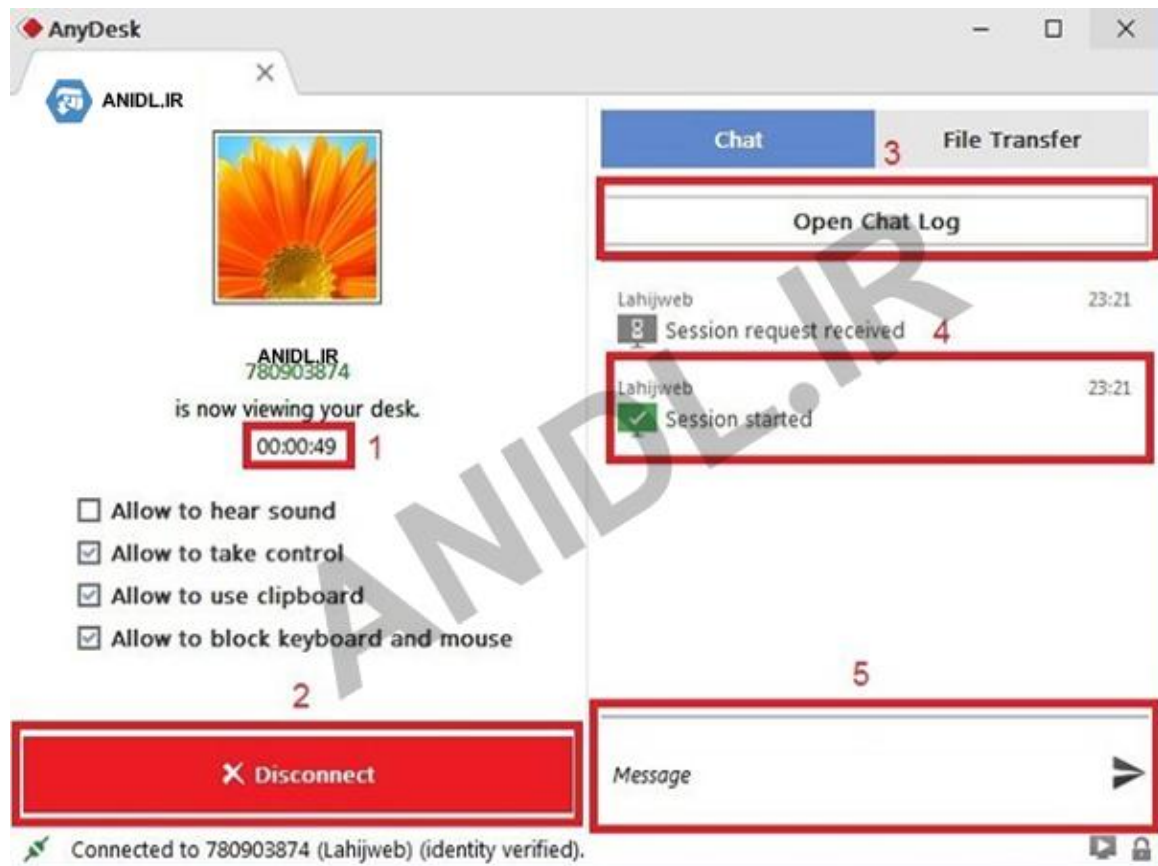 AnyDesk
ANIDL.IR
ANIDL.IR
780903874
is now viewing your desk.
00:00:49 1
Allow to hear sound
Allow to take control
Allow to use clipboard
Allow to block keyboard and mouse
2
Disconnect
Chat
3
File Transfer
Open Chat Log
Lahijweb 23:21
Session request received 4
Lahijweb 23:21
Session started
5
Message
Connected to 780903874 (Lahijweb) (identity verified).
ANIDL.IR